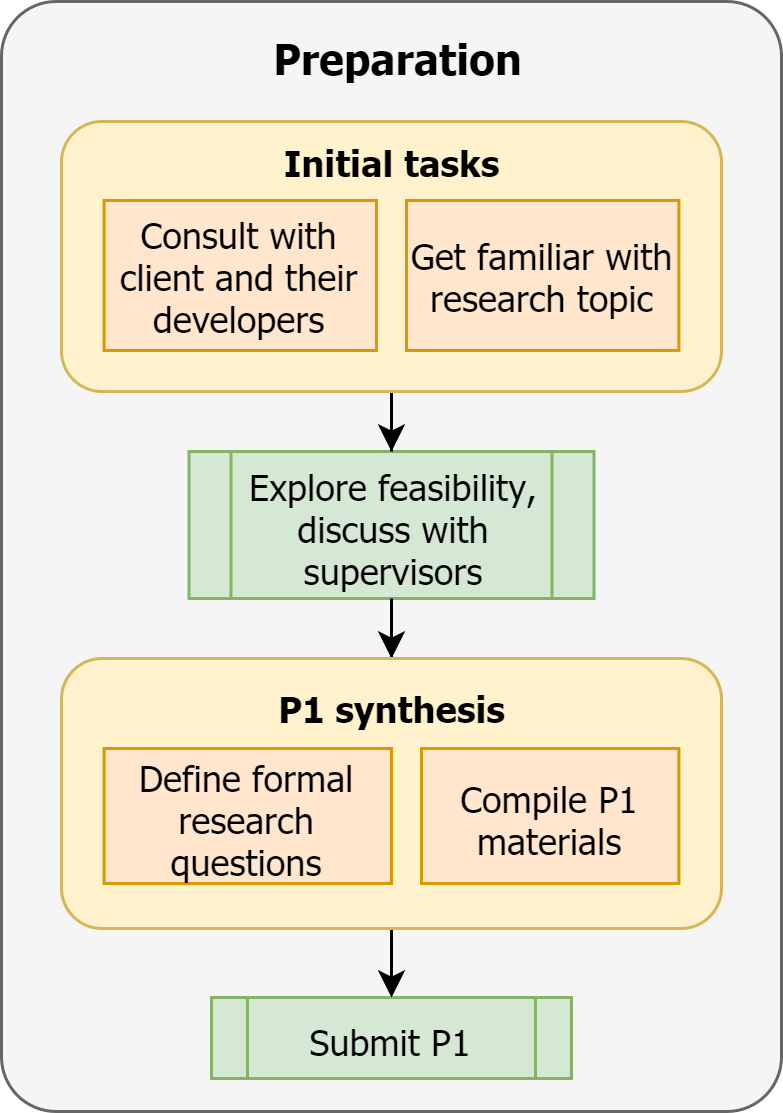 Preparation
Initial tasks
Consult with
client and their
developers
Get familiar with
research topic
Explore feasibility,
discuss with
supervisors
P1 synthesis
Define formal
research
questions
Compile P1
materials
Submit P1